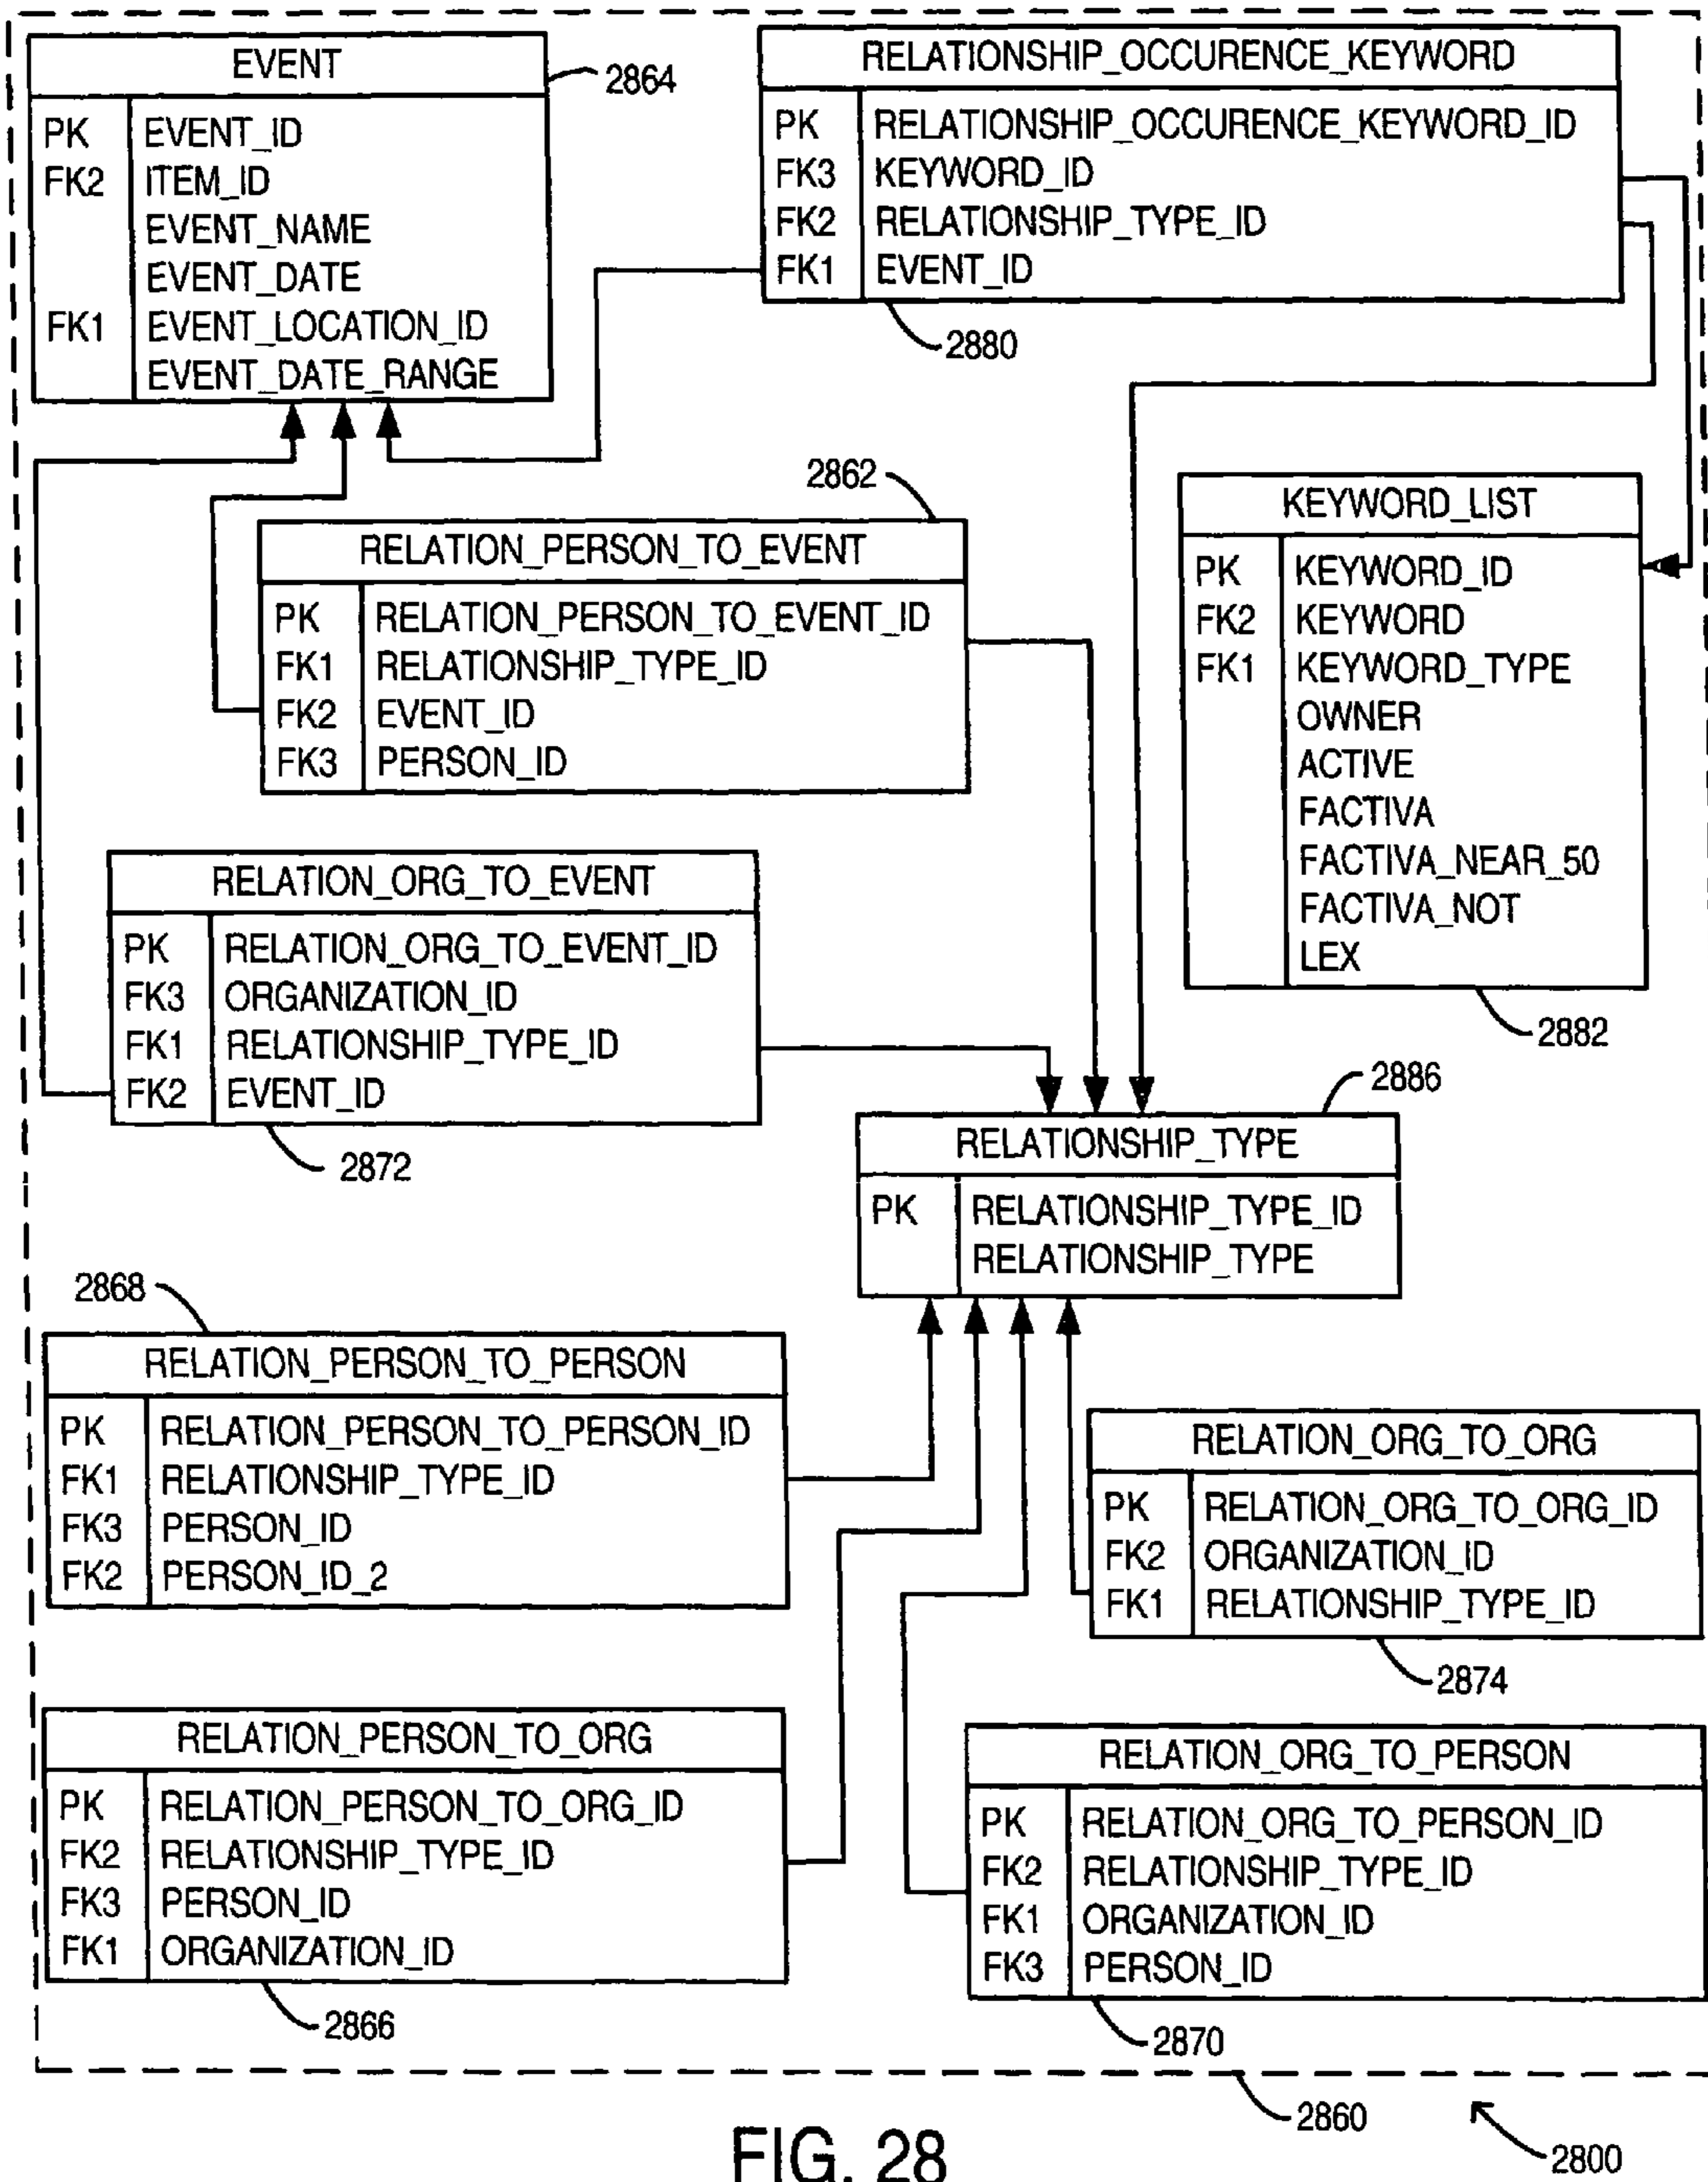 EVENT
2864
PK EVENT_ID
FK2 ITEM_ID
EVENT_NAME
EVENT_DATE
FK1 EVENT_LOCATION_ID
EVENT_DATE_RANGE
RELATIONSHIP_OCCURENCE_KEYWORD
PK RELATIONSHIP_OCCURENCE_KEYWORD_ID
FK3 KEYWORD_ID
FK2 RELATIONSHIP_TYPE_ID
FK1 EVENT_ID
2880
2862
RELATION_PERSON_TO_EVENT
PK RELATION_PERSON_TO_EVENT_ID
FK1 RELATIONSHIP_TYPE_ID
FK2 EVENT_ID
FK3 PERSON_ID
KEYWORD_LIST
PK KEYWORD_ID
FK2 KEYWORD
FK1 KEYWORD_TYPE
OWNER
ACTIVE
FACTIVA
FACTIVA_NEAR_50
FACTIVA_NOT
LEX
2882
RELATION_ORG_TO_EVENT
PK RELATION_ORG_TO_EVENT_ID
FK3 ORGANIZATION_ID
FK1 RELATIONSHIP_TYPE_ID
FK2 EVENT_ID
2872
2886
RELATIONSHIP_TYPE
PK RELATIONSHIP_TYPE_ID
RELATIONSHIP_TYPE
2868
RELATION_PERSON_TO_PERSON
PK RELATION_PERSON_TO_PERSON_ID
FK1 RELATIONSHIP_TYPE_ID
FK3 PERSON_ID
FK2 PERSON_ID_2
RELATION_ORG_TO_ORG
PK RELATION_ORG_TO_ORG_ID
FK2 ORGANIZATION_ID
FK1 RELATIONSHIP_TYPE_ID
2874
RELATION_PERSON_TO_ORG
PK RELATION_PERSON_TO_ORG_ID
FK2 RELATIONSHIP_TYPE_ID
FK3 PERSON_ID
FK1 ORGANIZATION_ID
2866
RELATION_ORG_TO_PERSON
PK RELATION_ORG_TO_PERSON_ID
FK2 RELATIONSHIP_TYPE_ID
FK1 ORGANIZATION_ID
FK3 PERSON_ID
2870
2860
2800
FIG. 28